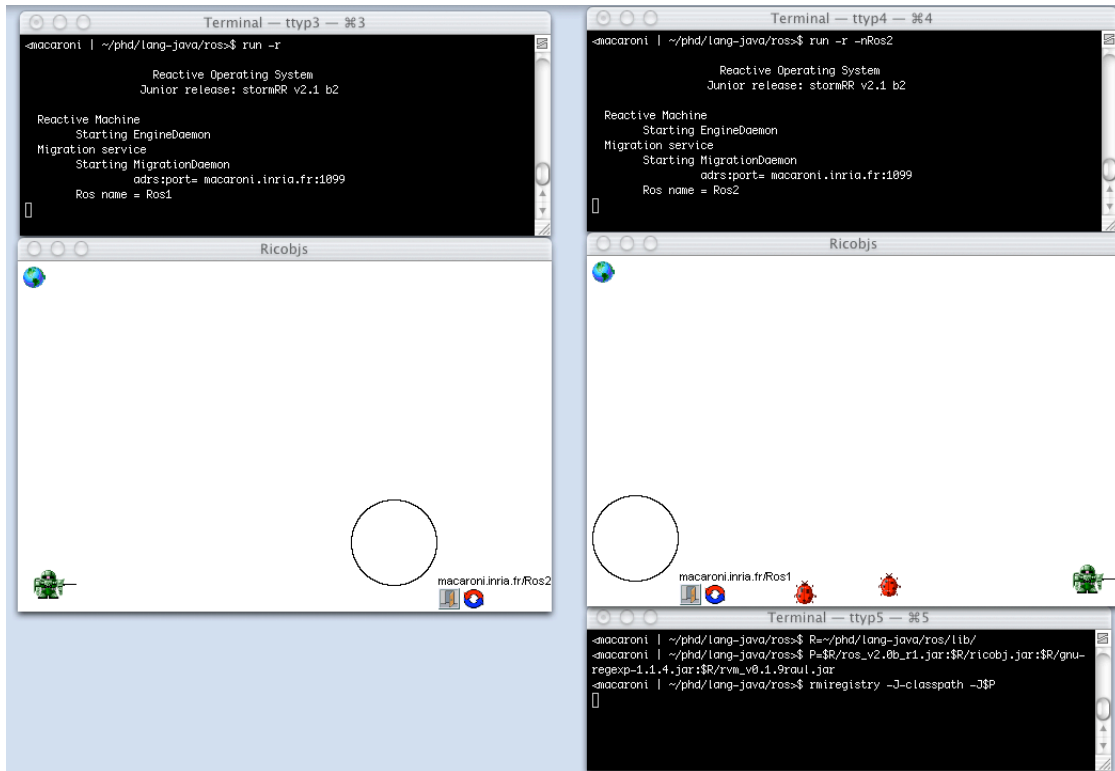 Terminal — ttyp3 — ⌘3
<macaroni | ~/phd/lang-java/ros>$ run -r
Reactive Operating System
Junior release: stormRR v2.1 b2
Reactive Machine
Starting EngineDaemon
Migration service
Starting MigrationDaemon
adrs:port= macaroni.inria.fr:1099
Ros name = Ros1
Ricobjs
macaroni.inria.fr/Ros2
Terminal — ttyp4 — ⌘4
<macaroni | ~/phd/lang-java/ros>$ run -r -nRos2
Reactive Operating System
Junior release: stormRR v2.1 b2
Reactive Machine
Starting EngineDaemon
Migration service
Starting MigrationDaemon
adrs:port= macaroni.inria.fr:1099
Ros name = Ros2
Ricobjs
macaroni.inria.fr/Ros1
Terminal — ttyp5 — ⌘5
<macaroni | ~/phd/lang-java/ros>$ R=~/phd/lang-java/ros/lib/
<macaroni | ~/phd/lang-java/ros>$ P=$R/ros_v2.0b_r1.jar:$R/ricobj.jar:$R/gnu-
regexp-1.1.4.jar:$R/rvm_v0.1.9raul.jar
<macaroni | ~/phd/lang-java/ros>$ rmiregistry -J-classpath -J$P